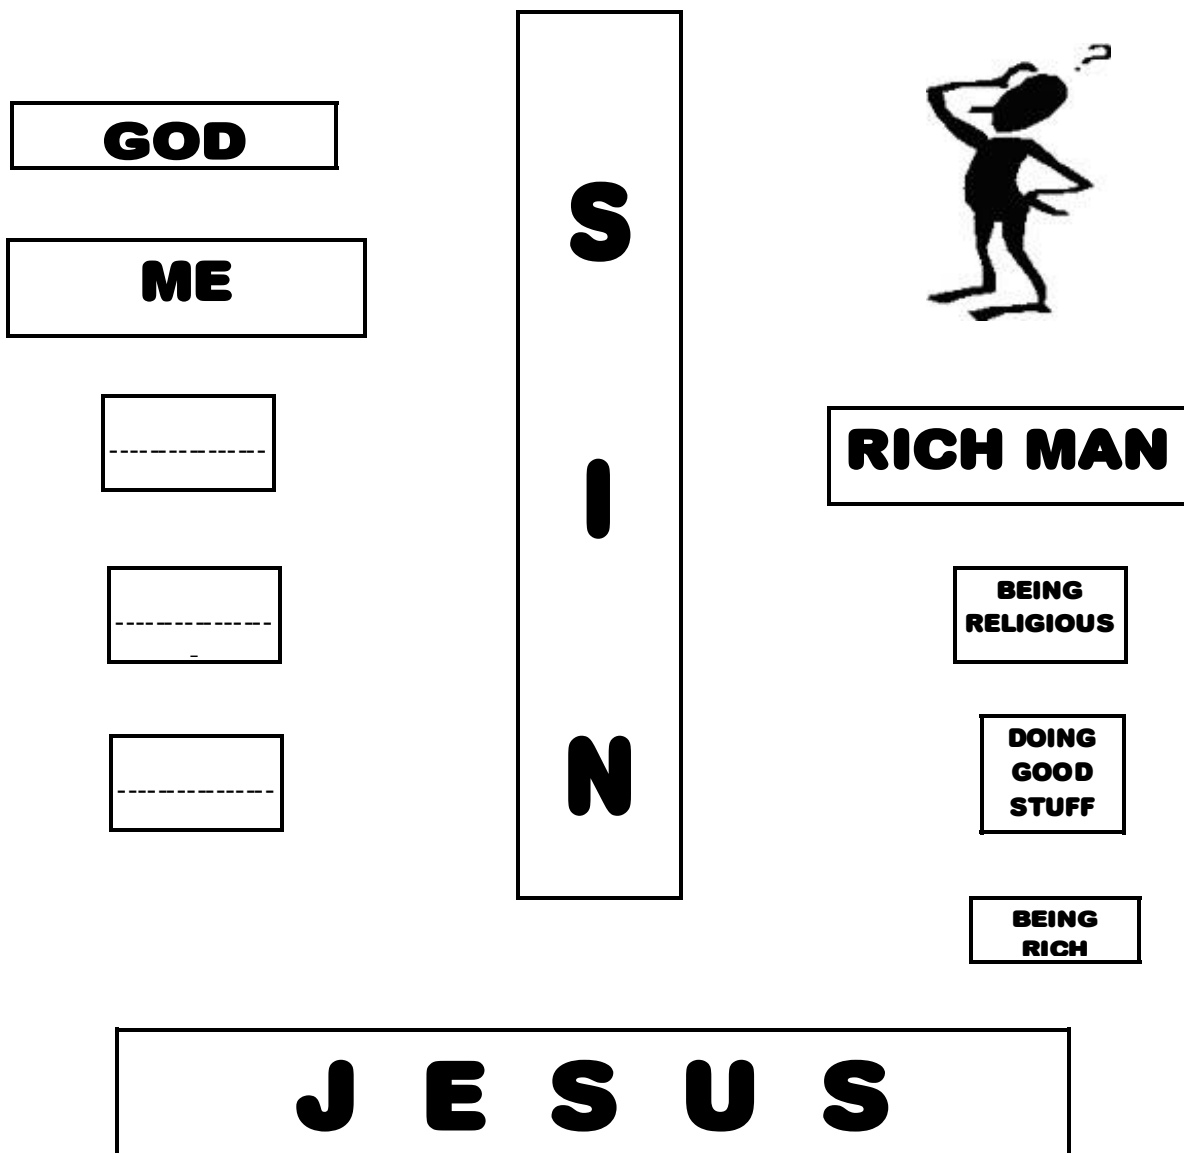 GOD
ME
-------------
-------------
_
-------------
S
I
N
?
RICH MAN
BEING
RELIGIOUS
DOING
GOOD
STUFF
BEING
RICH
J E S U S